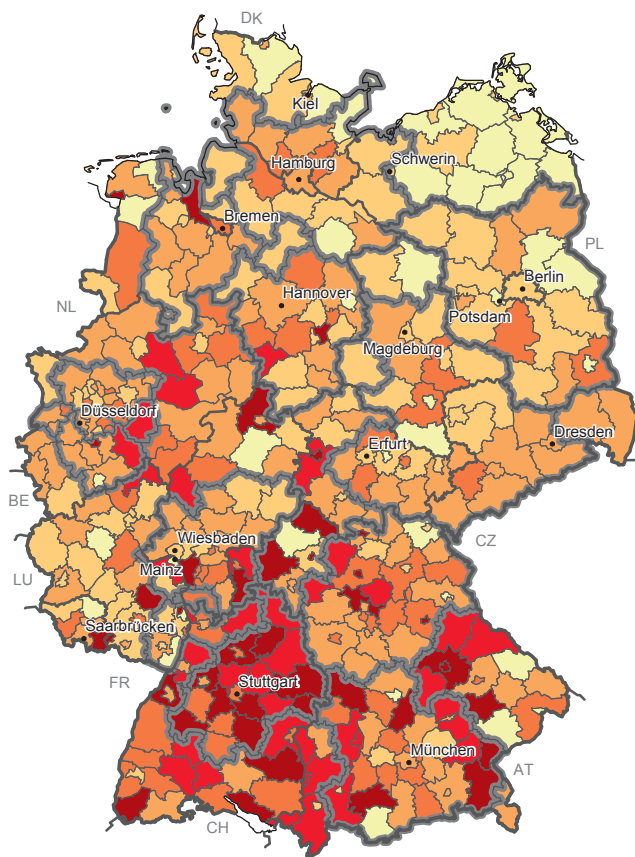 DK
Kiel
Hamburg
Schwerin
Bremen
PL
Berlin
NL
Hannover
Potsdam
Magdeburg
Düsseldorf
Dresden
Erfurt
BE
Wiesbaden
CZ
Mainz
LU
Saarbrücken
FR
Stuttgart
München
AT
CH